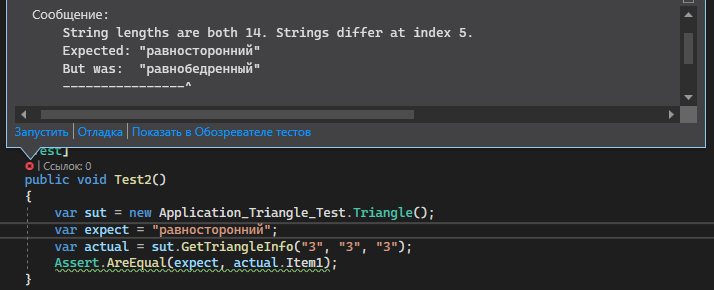 Сообщение:
String lengths are both 14. Strings differ at index 5.
Expected: "равносторонний"
But was:  "равнобедренный"
----------------^
Запустить | Отладка | Показать в Обозревателе тестов
Test]
| Ссылок: 0
public void Test2()
{
var sut = new Application_Triangle_Test.Triangle();
var expect = "равносторонний";
var actual = sut.GetTriangleInfo("3", "3", "3");
Assert.AreEqual(expect, actual.Item1);
}